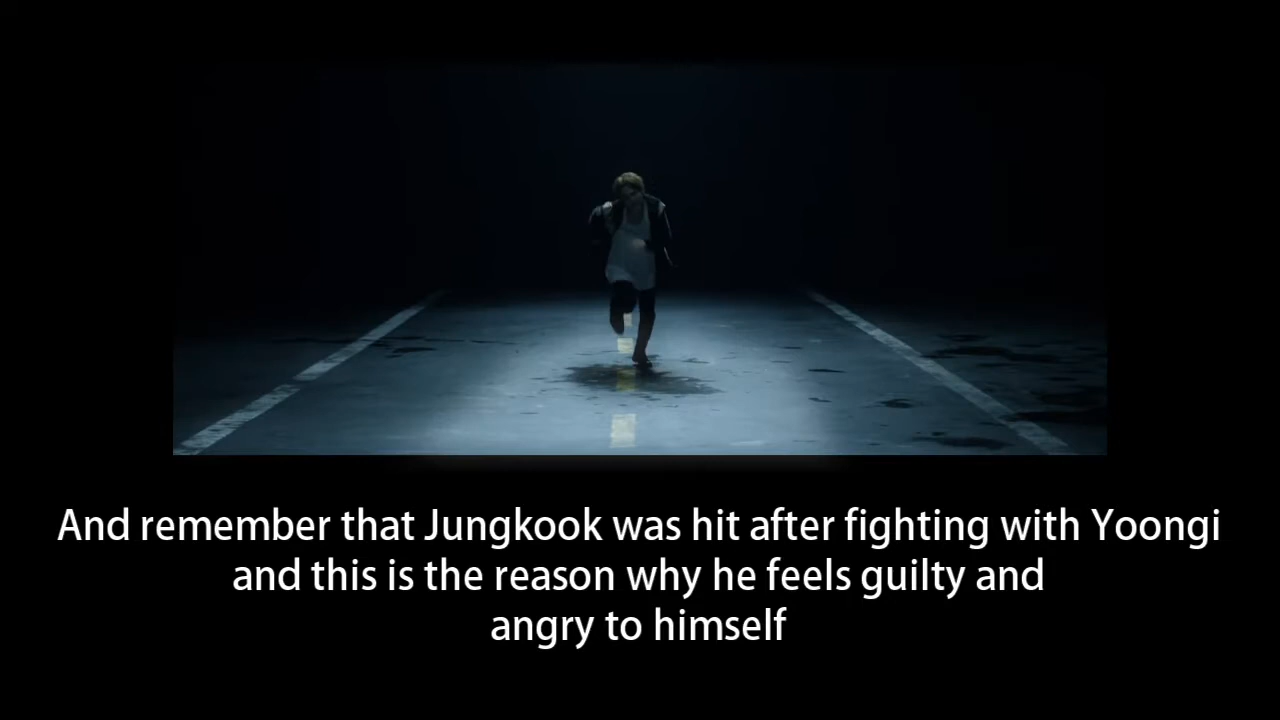 And remember that Jungkook was hit after fighting with Yoongi
and this is the reason why he feels guilty and
angry to himself